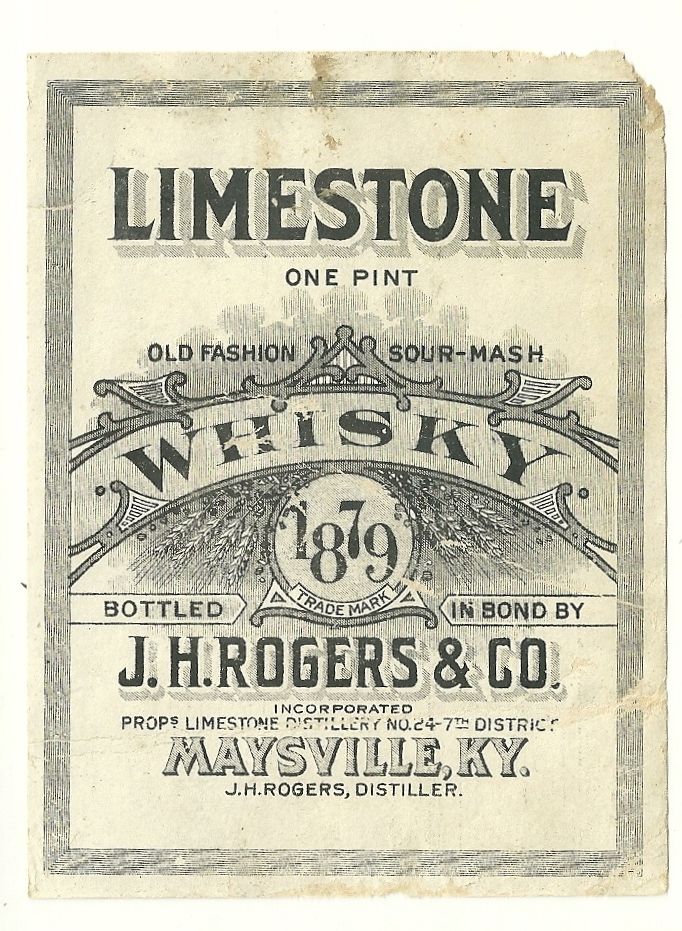 LIMESTONE
ONE PINT
OLD FASHION SOUR-MASH
WHISKY
1879
TRADE MARK
BOTTLED IN BOND BY
J.H.ROGERS & CO.
INCORPORATED
PROPS LIMESTONE DISTILLERY NO.24-7TH DISTRICT
MAYSVILLE, KY.
J.H.ROGERS, DISTILLER.